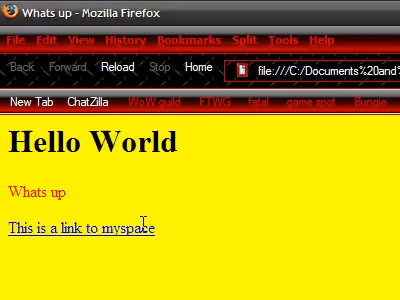 Whats up - Mozilla Firefox
File Edit View History Bookmarks Split Tools Help
Back Forward Reload Stop Home file:///C:/Documents%20and%
New Tab ChatZilla WoW guild FTWG fatal game spot Bungie
Hello World
Whats up
This is a link to myspace